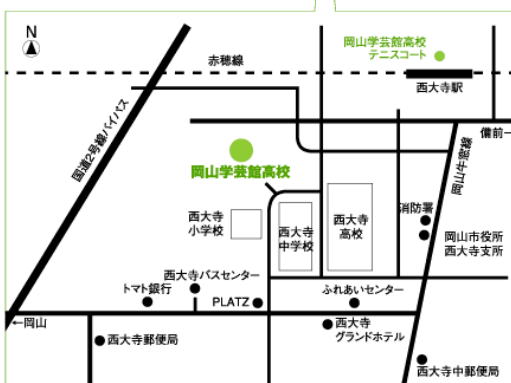 N
岡山学芸館高校
テニスコート
赤穂線
西大寺駅
国道2号線バイパス
備前→
岡山牛窓線
岡山学芸館高校
西大寺
小学校
西大寺
中学校
西大寺
高校
消防署
岡山市役所
西大寺支所
西大寺バスセンター
トマト銀行
PLATZ
ふれあいセンター
←岡山
西大寺郵便局
西大寺
グランドホテル
西大寺中郵便局